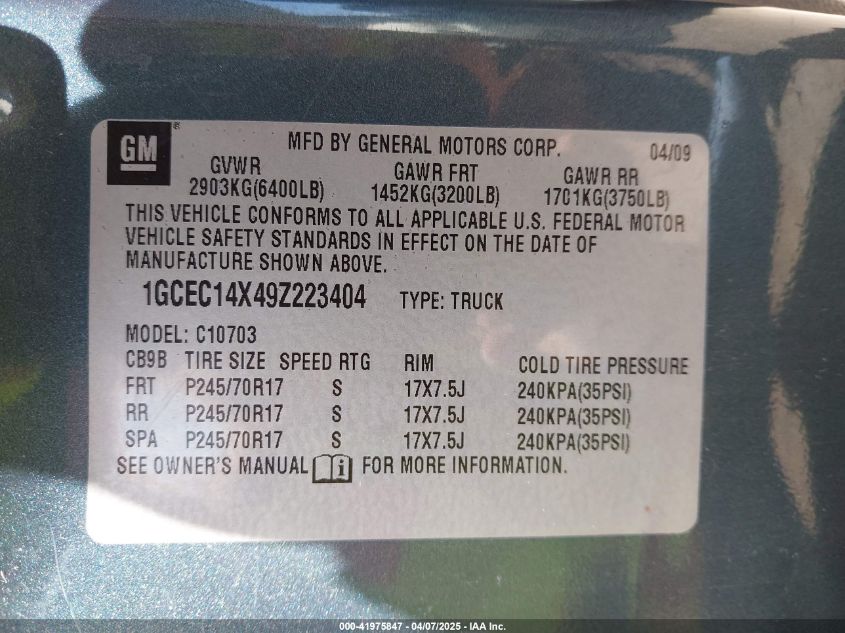 GM ®
MFD BY GENERAL MOTORS CORP. 04/09
GVWR GAWR FRT GAWR RR
2903KG(6400LB) 1452KG(3200LB) 1701KG(3750LB)
THIS VEHICLE CONFORMS TO ALL APPLICABLE U.S. FEDERAL MOTOR
VEHICLE SAFETY STANDARDS IN EFFECT ON THE DATE OF
MANUFACTURE SHOWN ABOVE.
1GCEC14X49Z223404 TYPE: TRUCK
MODEL: C10703
CB9B TIRE SIZE SPEED RTG RIM COLD TIRE PRESSURE
FRT P245/70R17 S 17X7.5J 240KPA(35PSI)
RR P245/70R17 S 17X7.5J 240KPA(35PSI)
SPA P245/70R17 S 17X7.5J 240KPA(35PSI)
SEE OWNER'S MANUAL i FOR MORE INFORMATION.
000-41975847 - 04/07/2025 - IAA Inc.